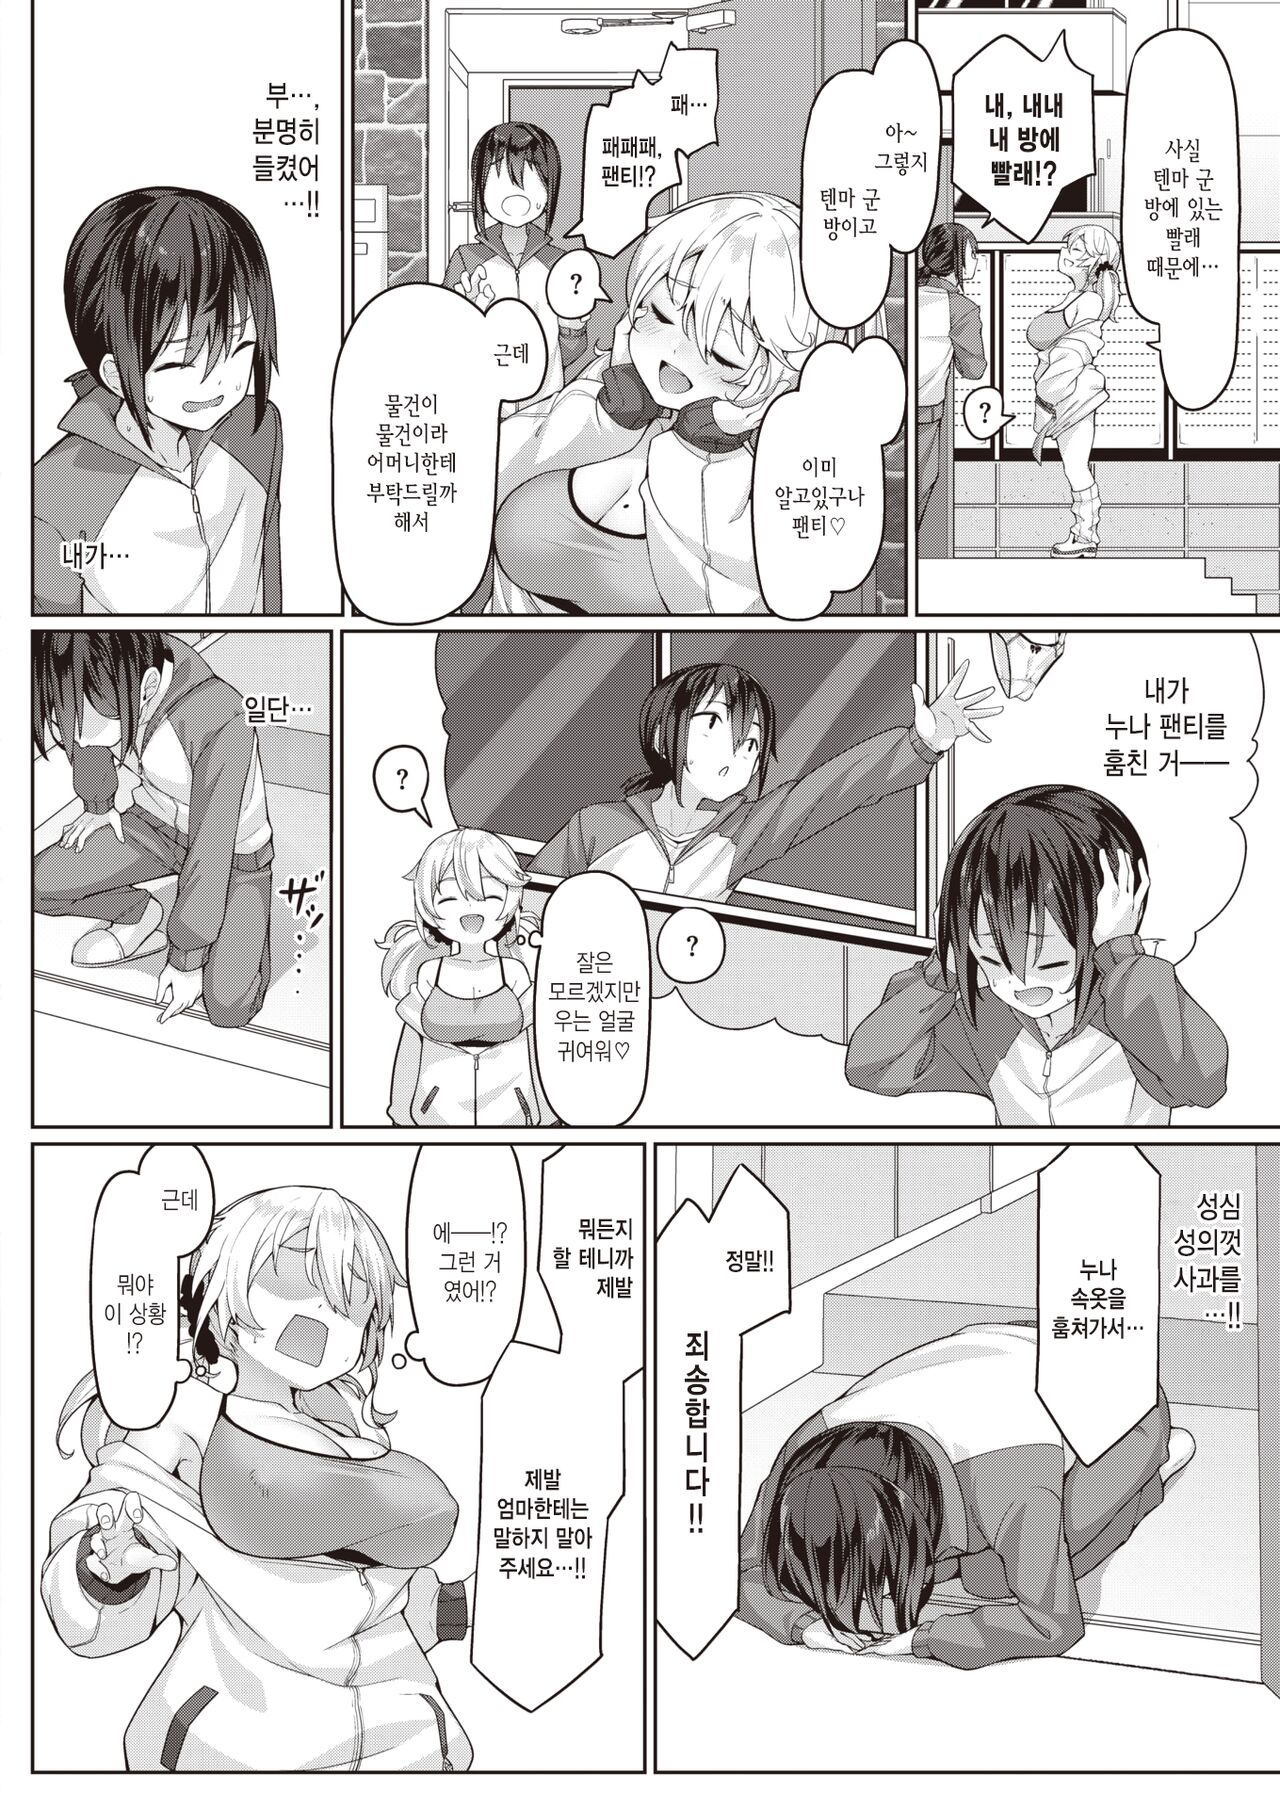 사실
텐마 군
방에 있는
빨래
때문에…
내, 내내
내 방에
빨래!?
?
아~
그렇지
텐마 군
방이고
이미
알고있구나
팬티♡
패…
패패패,
팬티!?
?
근데
물건이
물건이라
어머니한테
부탁드릴까
해서
부…,
분명히
들켰어
…!!
내가…
내가
누나 팬티를
훔친 거──
?
?
잘은
모르겠지만
우는 얼굴
귀여워♡
일단…
ザッ…
성심
성의껏
사과를
…!!
누나
속옷을
훔쳐가서…
정말!!
죄송합니다!!
뭐든지
할 테니까
제발
제발
엄마한테는
말하지 말아
주세요…!!
에──!?
그런 거
였어!?
근데
뭐야
이 상황
!?